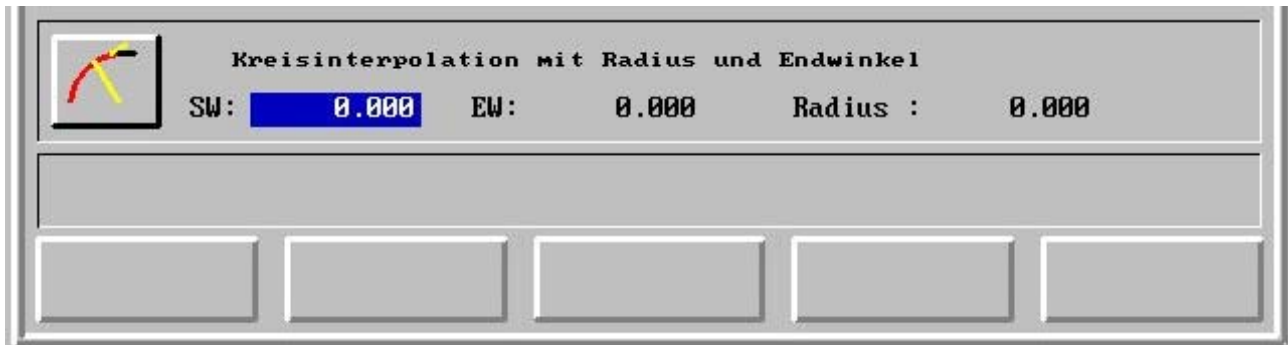 Kreisinterpolation mit Radius und Endwinkel
SW: 0.000 EW: 0.000 Radius : 0.000